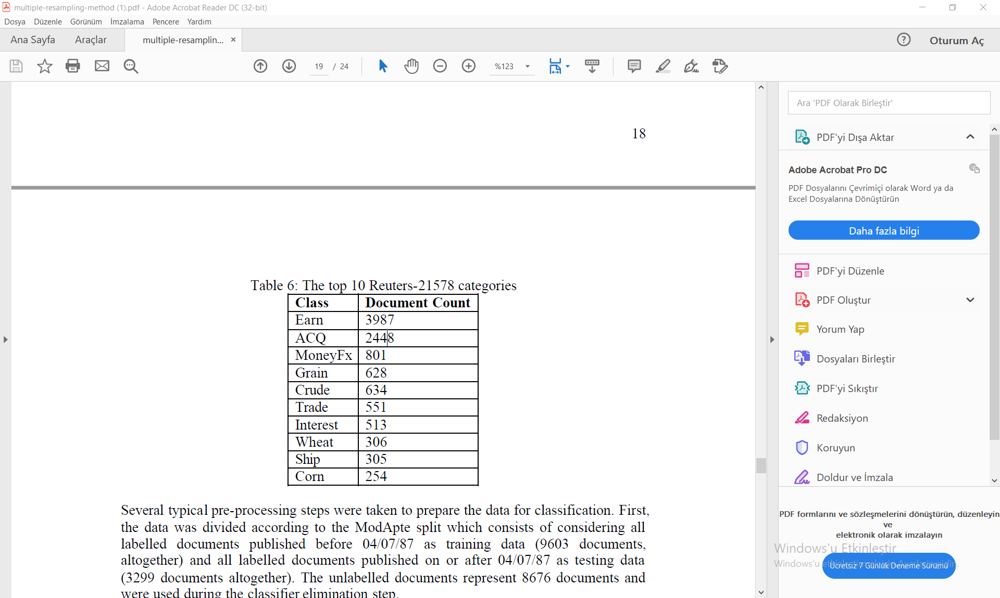 multiple-resampling-method (1).pdf - Adobe Acrobat Reader DC (32-bit)
Dosya Düzenle Görünüm İmzalama Pencere Yardım
Ana Sayfa Araçlar multiple-resamplin... × Oturum Aç
19 / 24 %123
18
Table 6: The top 10 Reuters-21578 categories
Class Document Count
Earn 3987
ACQ 2448
MoneyFx 801
Grain 628
Crude 634
Trade 551
Interest 513
Wheat 306
Ship 305
Corn 254
Several typical pre-processing steps were taken to prepare the data for classification. First,
the data was divided according to the ModApte split which consists of considering all
labelled documents published before 04/07/87 as training data (9603 documents,
altogether) and all labelled documents published on or after 04/07/87 as testing data
(3299 documents altogether). The unlabelled documents represent 8676 documents and
were used during the classifier elimination step.
Ara 'PDF Olarak Birleştir'
PDF'yi Dışa Aktar
Adobe Acrobat Pro DC
PDF Dosyalarını Çevrimiçi olarak Word ya da
Excel Dosyalarına Dönüştürün
Daha fazla bilgi
PDF'yi Düzenle
PDF Oluştur
Yorum Yap
Dosyaları Birleştir
PDF'yi Sıkıştır
Redaksiyon
Koruyun
Doldur ve İmzala
PDF formlarını ve sözleşmelerini dönüştürün, düzenleyin
ve
elektronik olarak imzalayın
Windows'u Etkinleştir
Windows'u etkinleştirmek için Ayarlar'a gidin.
Ücretsiz 7 Günlük Deneme Sürümü